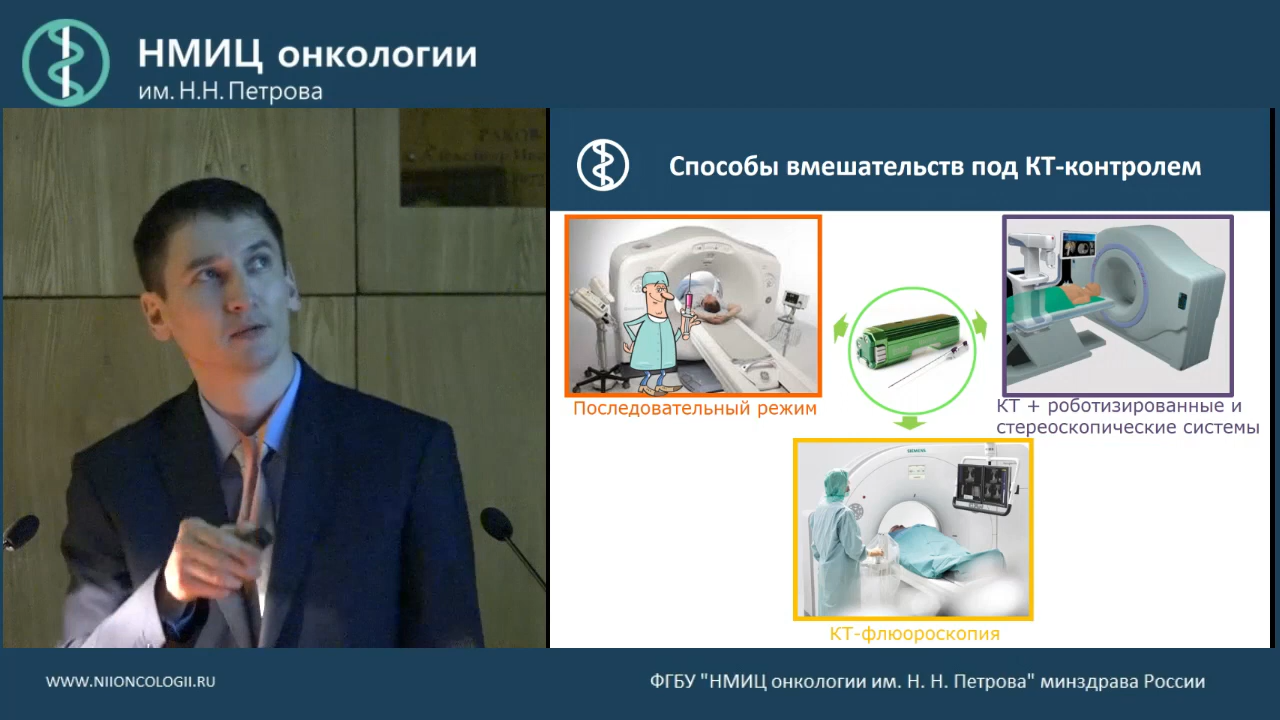 НМИЦ онкологии
им. Н.Н. Петрова
Способы вмешательств под КТ-контролем
Последовательный режим
КТ + роботизированные и
стереоскопические системы
SIEMENS
КТ-флюороскопия
WWW.NIIONCOLOGII.RU
ФГБУ "НМИЦ онкологии им. Н. Н. Петрова" минздрава России